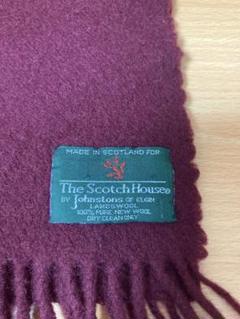 MADE IN SCOTLAND FOR
The Scotch House®
BY Johnstons OF ELGIN
LAMBSWOOL
100% PURE NEW WOOL
DRY CLEAN ONLY